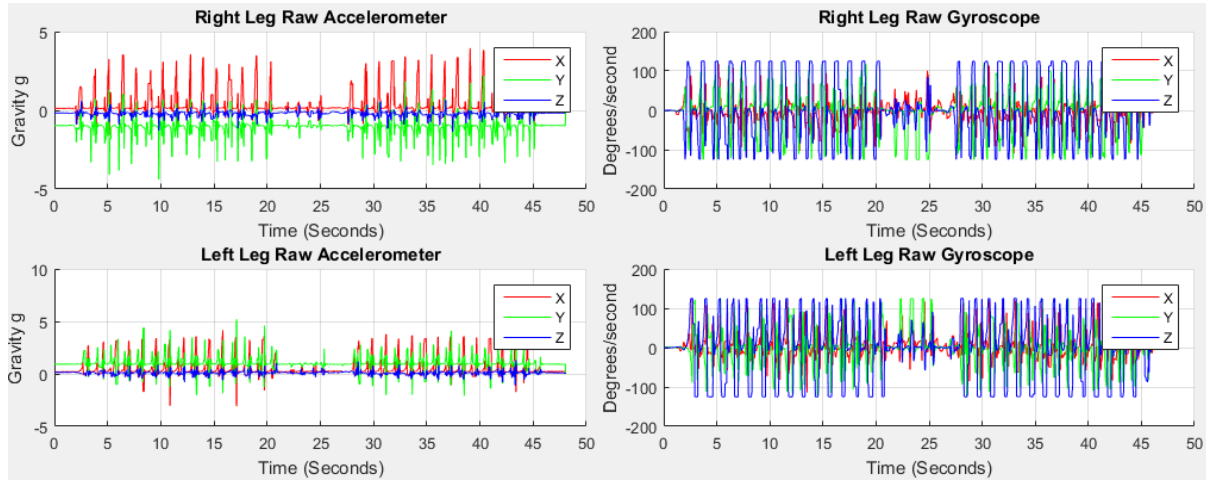 Right Leg Raw Accelerometer
5
0
-5
Gravity g
0 5 10 15 20 25 30 35 40 45 50
Time (Seconds)
X
Y
Z
Right Leg Raw Gyroscope
200
100
0
-100
-200
Degrees/second
0 5 10 15 20 25 30 35 40 45 50
Time (Seconds)
X
Y
Z
Left Leg Raw Accelerometer
10
5
0
-5
Gravity g
0 5 10 15 20 25 30 35 40 45 50
Time (Seconds)
X
Y
Z
Left Leg Raw Gyroscope
200
100
0
-100
-200
Degrees/second
0 5 10 15 20 25 30 35 40 45 50
Time (Seconds)
X
Y
Z